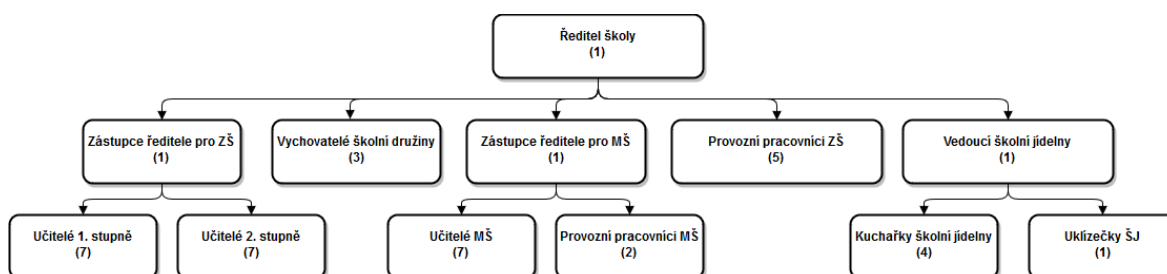 Ředitel školy
(1)
Zástupce ředitele pro ZŠ
(1)
Vychovatelé školní družiny
(3)
Zástupce ředitele pro MŠ
(1)
Provozní pracovníci ZŠ
(5)
Vedoucí školní jídelny
(1)
Učitelé 1. stupně
(7)
Učitelé 2. stupně
(7)
Učitelé MŠ
(7)
Provozní pracovníci MŠ
(2)
Kuchařky školní jídelny
(4)
Uklízečky ŠJ
(1)